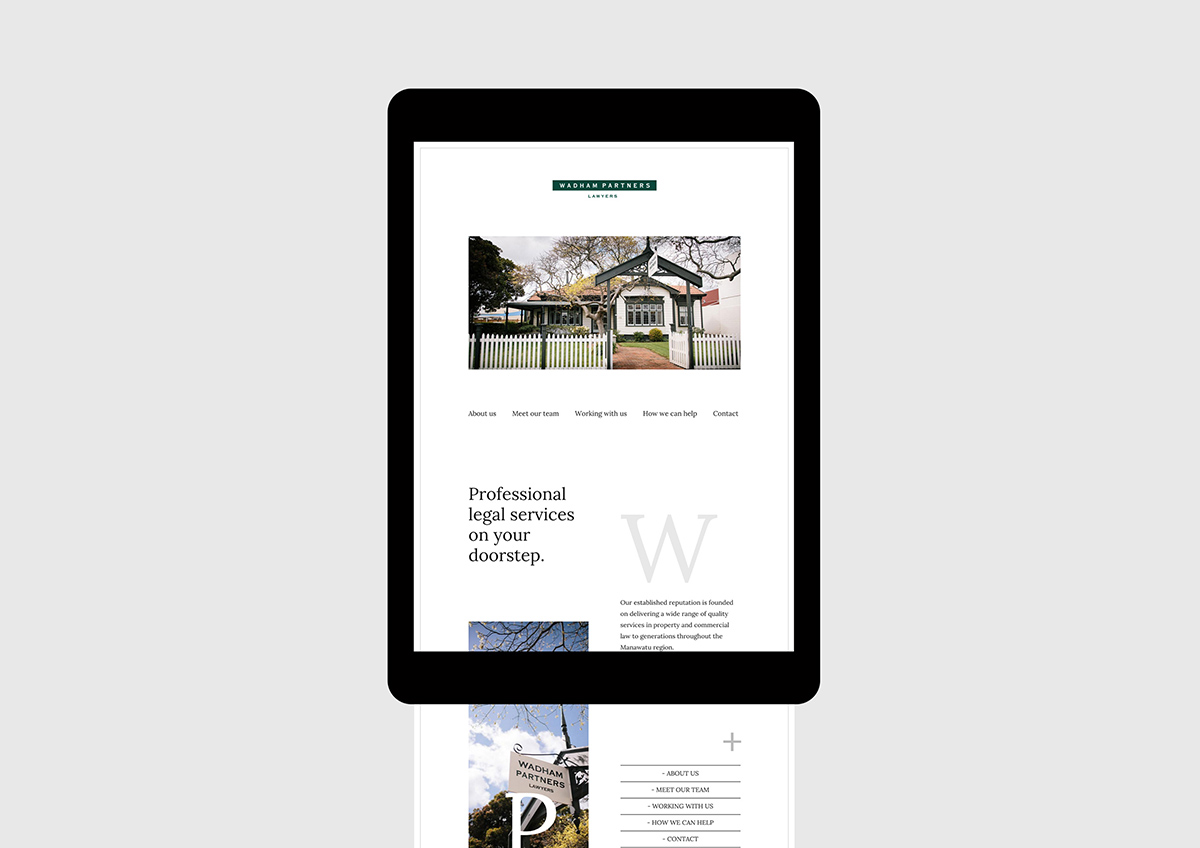 WADHAM PARTNERS
LAWYERS
About us Meet our team Working with us How we can help Contact
Professional
legal services
on your
doorstep.
W
Our established reputation is founded
on delivering a wide range of quality
services in property and commercial
law to generations throughout the
Manawatu region.
WADHAM
PARTNERS
LAWYERS
P
+
- ABOUT US
- MEET OUR TEAM
- WORKING WITH US
- HOW WE CAN HELP
- CONTACT